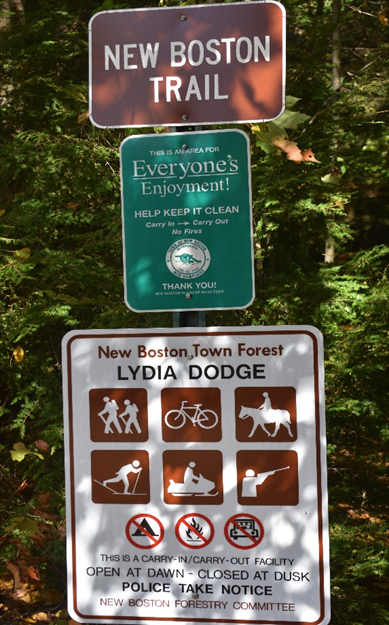 NEW BOSTON
TRAIL
THIS IS AN AREA FOR
Everyone's
Enjoyment!
HELP KEEP IT CLEAN
Carry In → Carry Out
No Fires
THANK YOU!
New Boston Town Forest
LYDIA DODGE
THIS IS A CARRY-IN/CARRY-OUT FACILITY
OPEN AT DAWN - CLOSED AT DUSK
POLICE TAKE NOTICE
NEW BOSTON FORESTRY COMMITTEE